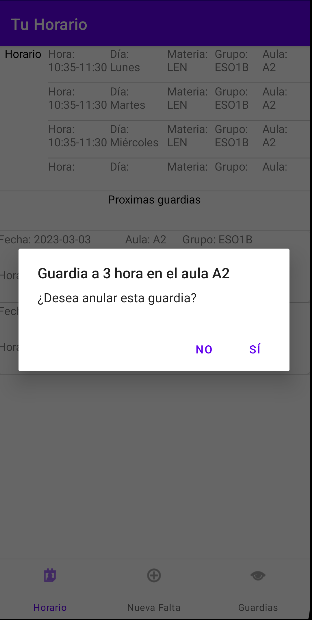 Tu Horario
Horario Hora: Día: Materia: Grupo: Aula:
10:35-11:30 Lunes LEN ESO1B A2
Hora: Día: Materia: Grupo: Aula:
10:35-11:30 Martes LEN ESO1B A2
Hora: Día: Materia: Grupo: Aula:
10:35-11:30 Miércoles LEN ESO1B A2
Hora: Día: Materia: Grupo: Aula:
Proximas guardias
Fecha: 2023-03-03 Aula: A2 Grupo: ESO1B
Guardia a 3 hora en el aula A2
¿Desea anular esta guardia?
NO SÍ
Horario Nueva Falta Guardias